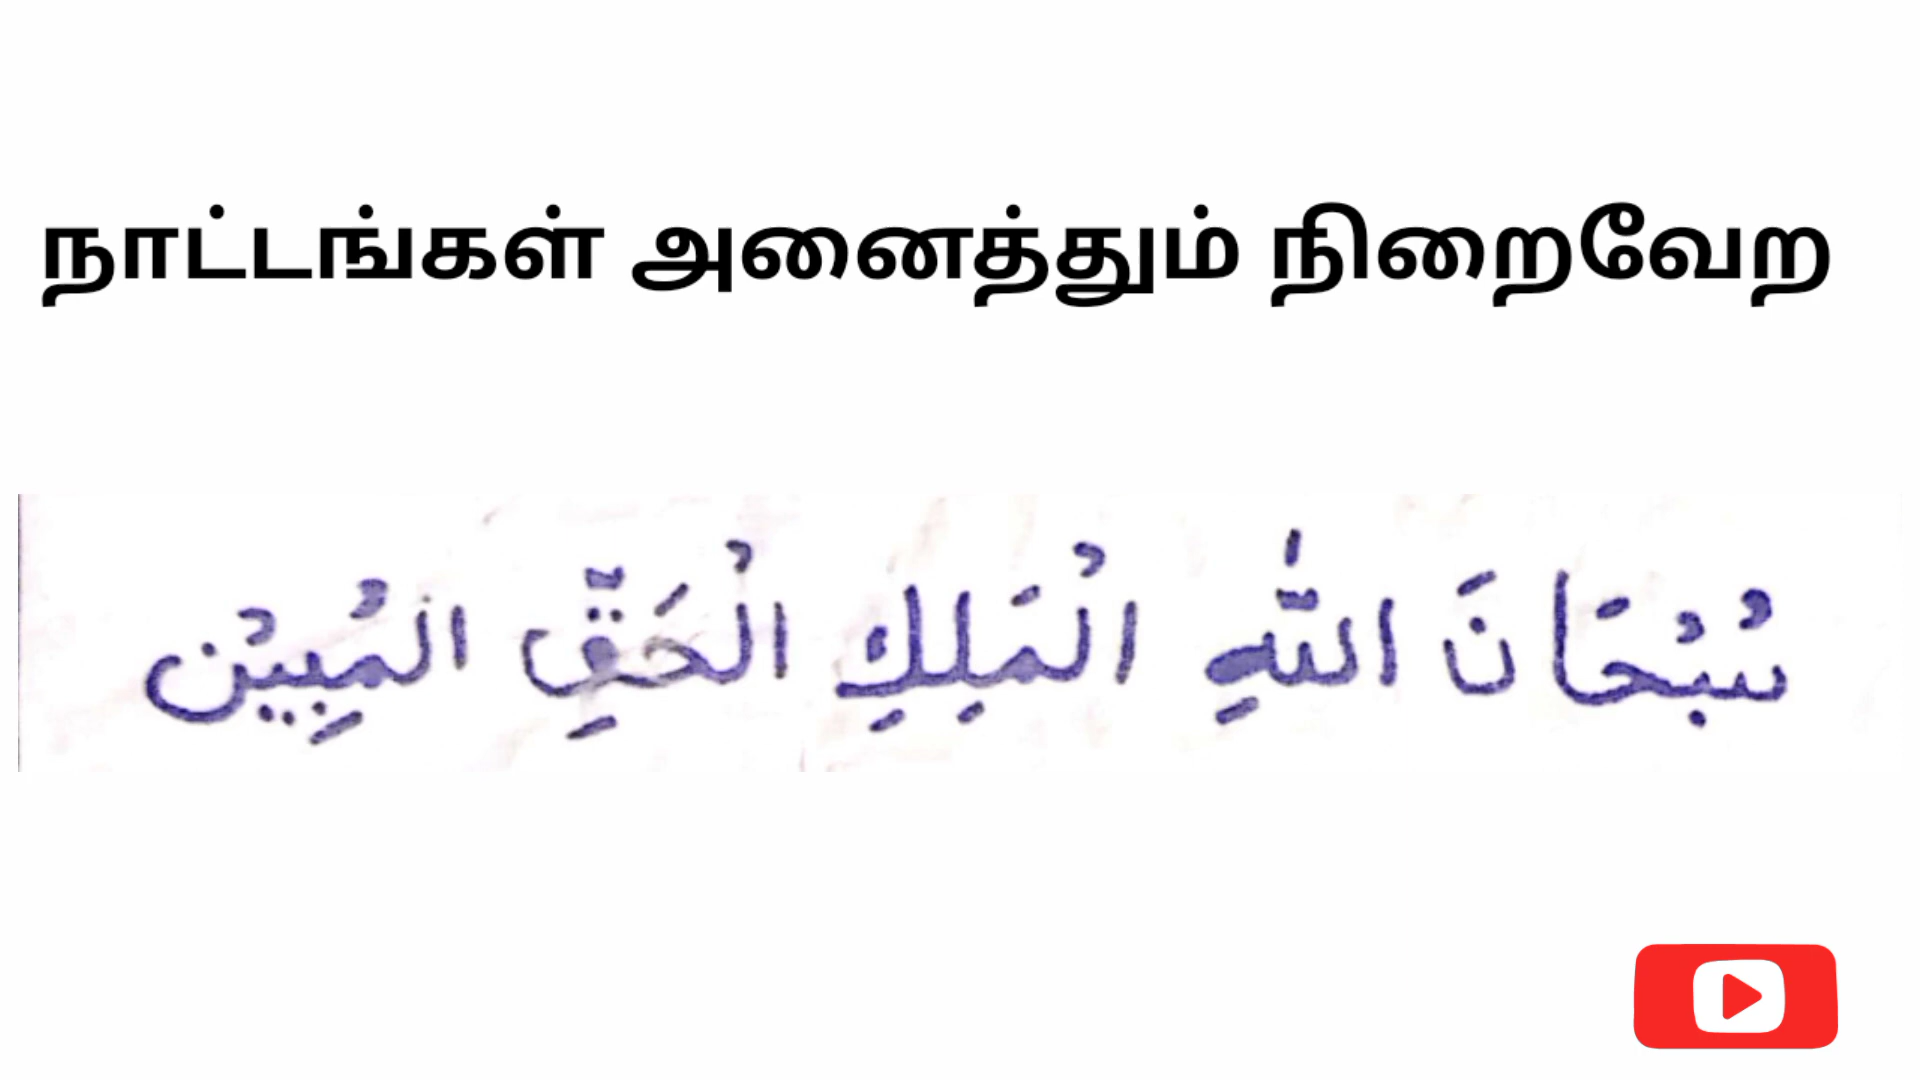 நாட்டங்கள் அனைத்தும் நிறைவேற
سُبْحَانَ اللّٰهِ الْمَلِكِ الْحَقِّ الْمُبِيْن